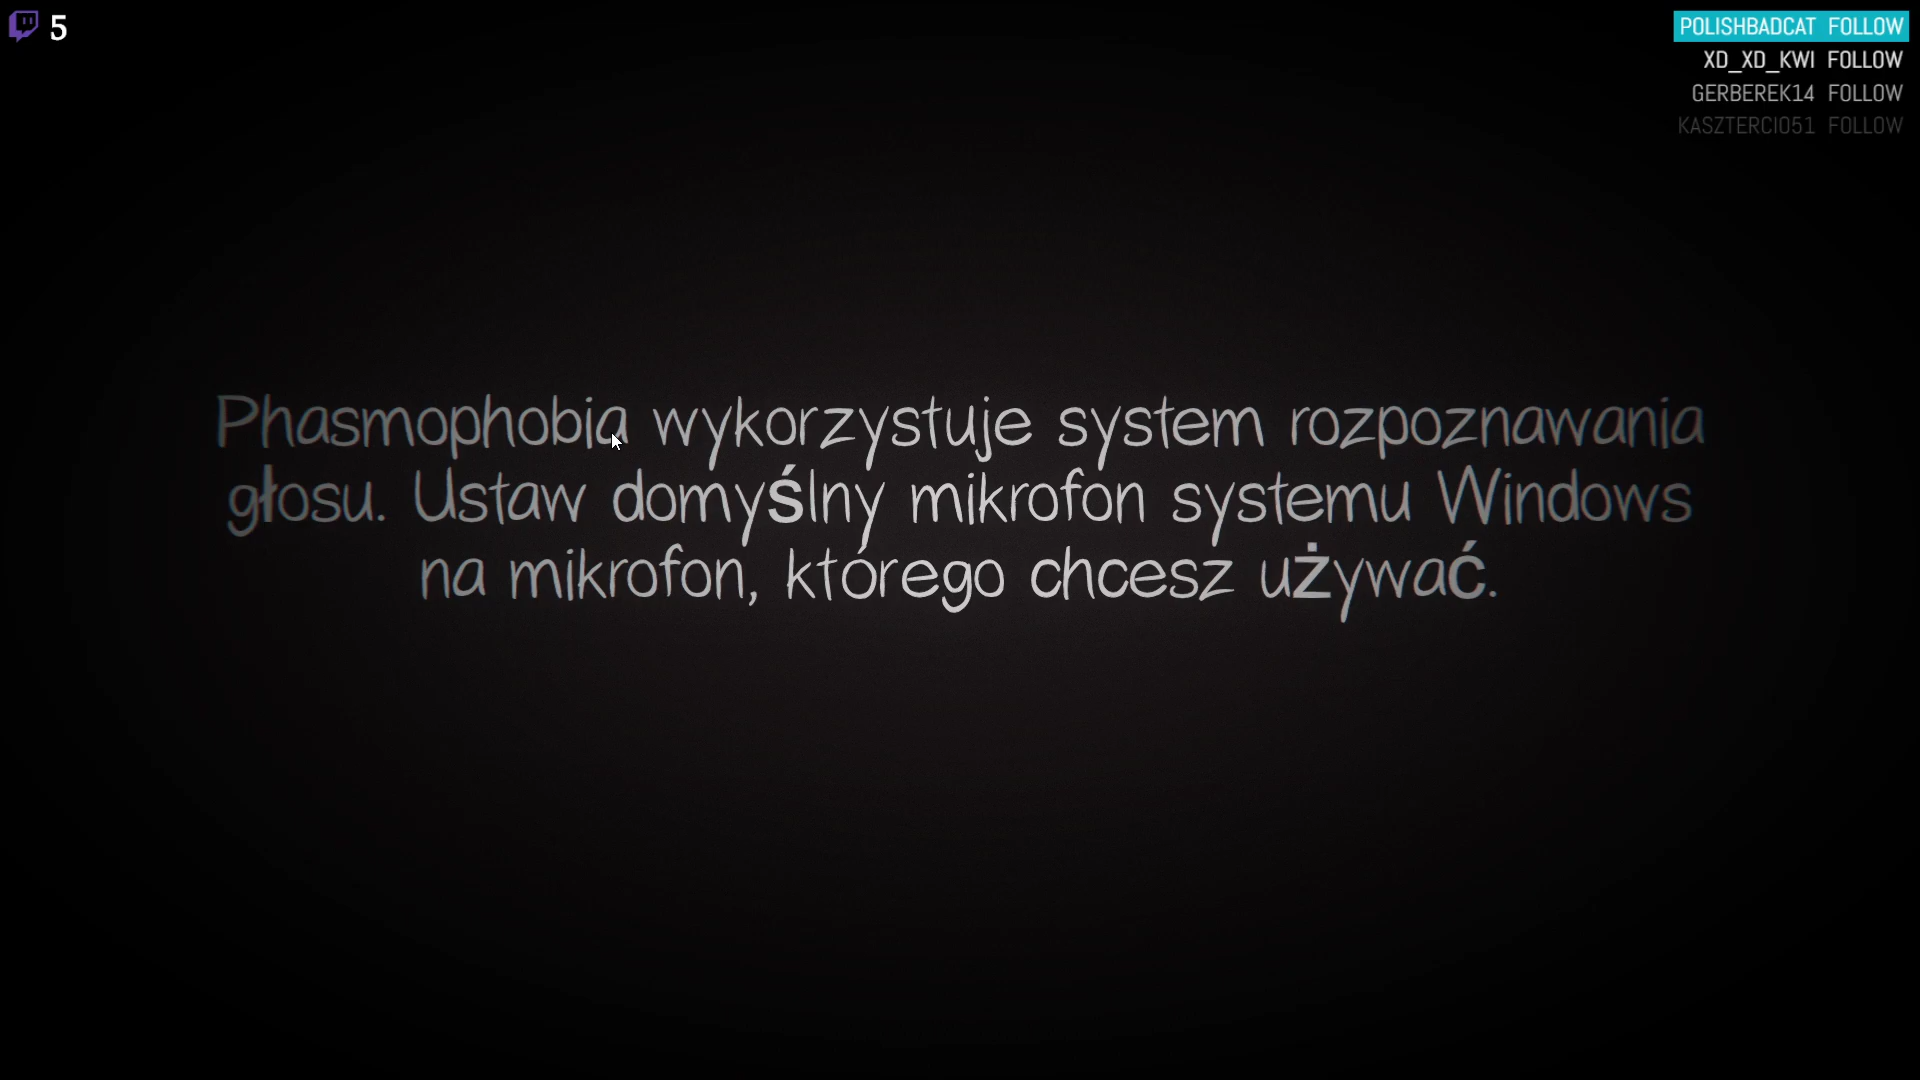 5
POLISHBADCAT FOLLOW
XD_XD_KWI FOLLOW
GERBEREK14 FOLLOW
KASZTERCIO51 FOLLOW
Phasmophobia wykorzystuje system rozpoznawania
głosu. Ustaw domyślny mikrofon systemu Windows
na mikrofon, którego chcesz używać.